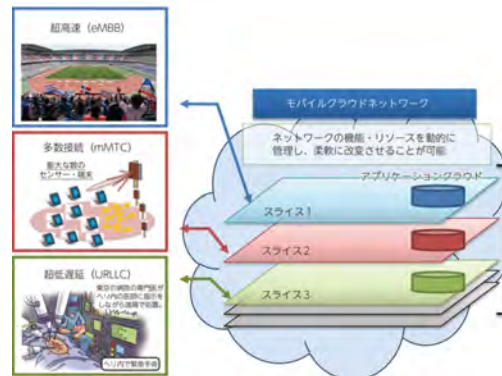 超高速（eMBB）
多数接続（mMTC）
膨大な数の
センサー・端末
超低遅延（URLLC）
東京の病院の専門医が
ヘリ内の医師に指示を
しながら遠隔で処置。
ヘリ内で緊急手術
モバイルクラウドネットワーク
ネットワークの機能・リソースを動的に
管理し、柔軟に改変させることが可能
アプリケーションクラウド
スライス1
スライス2
スライス3